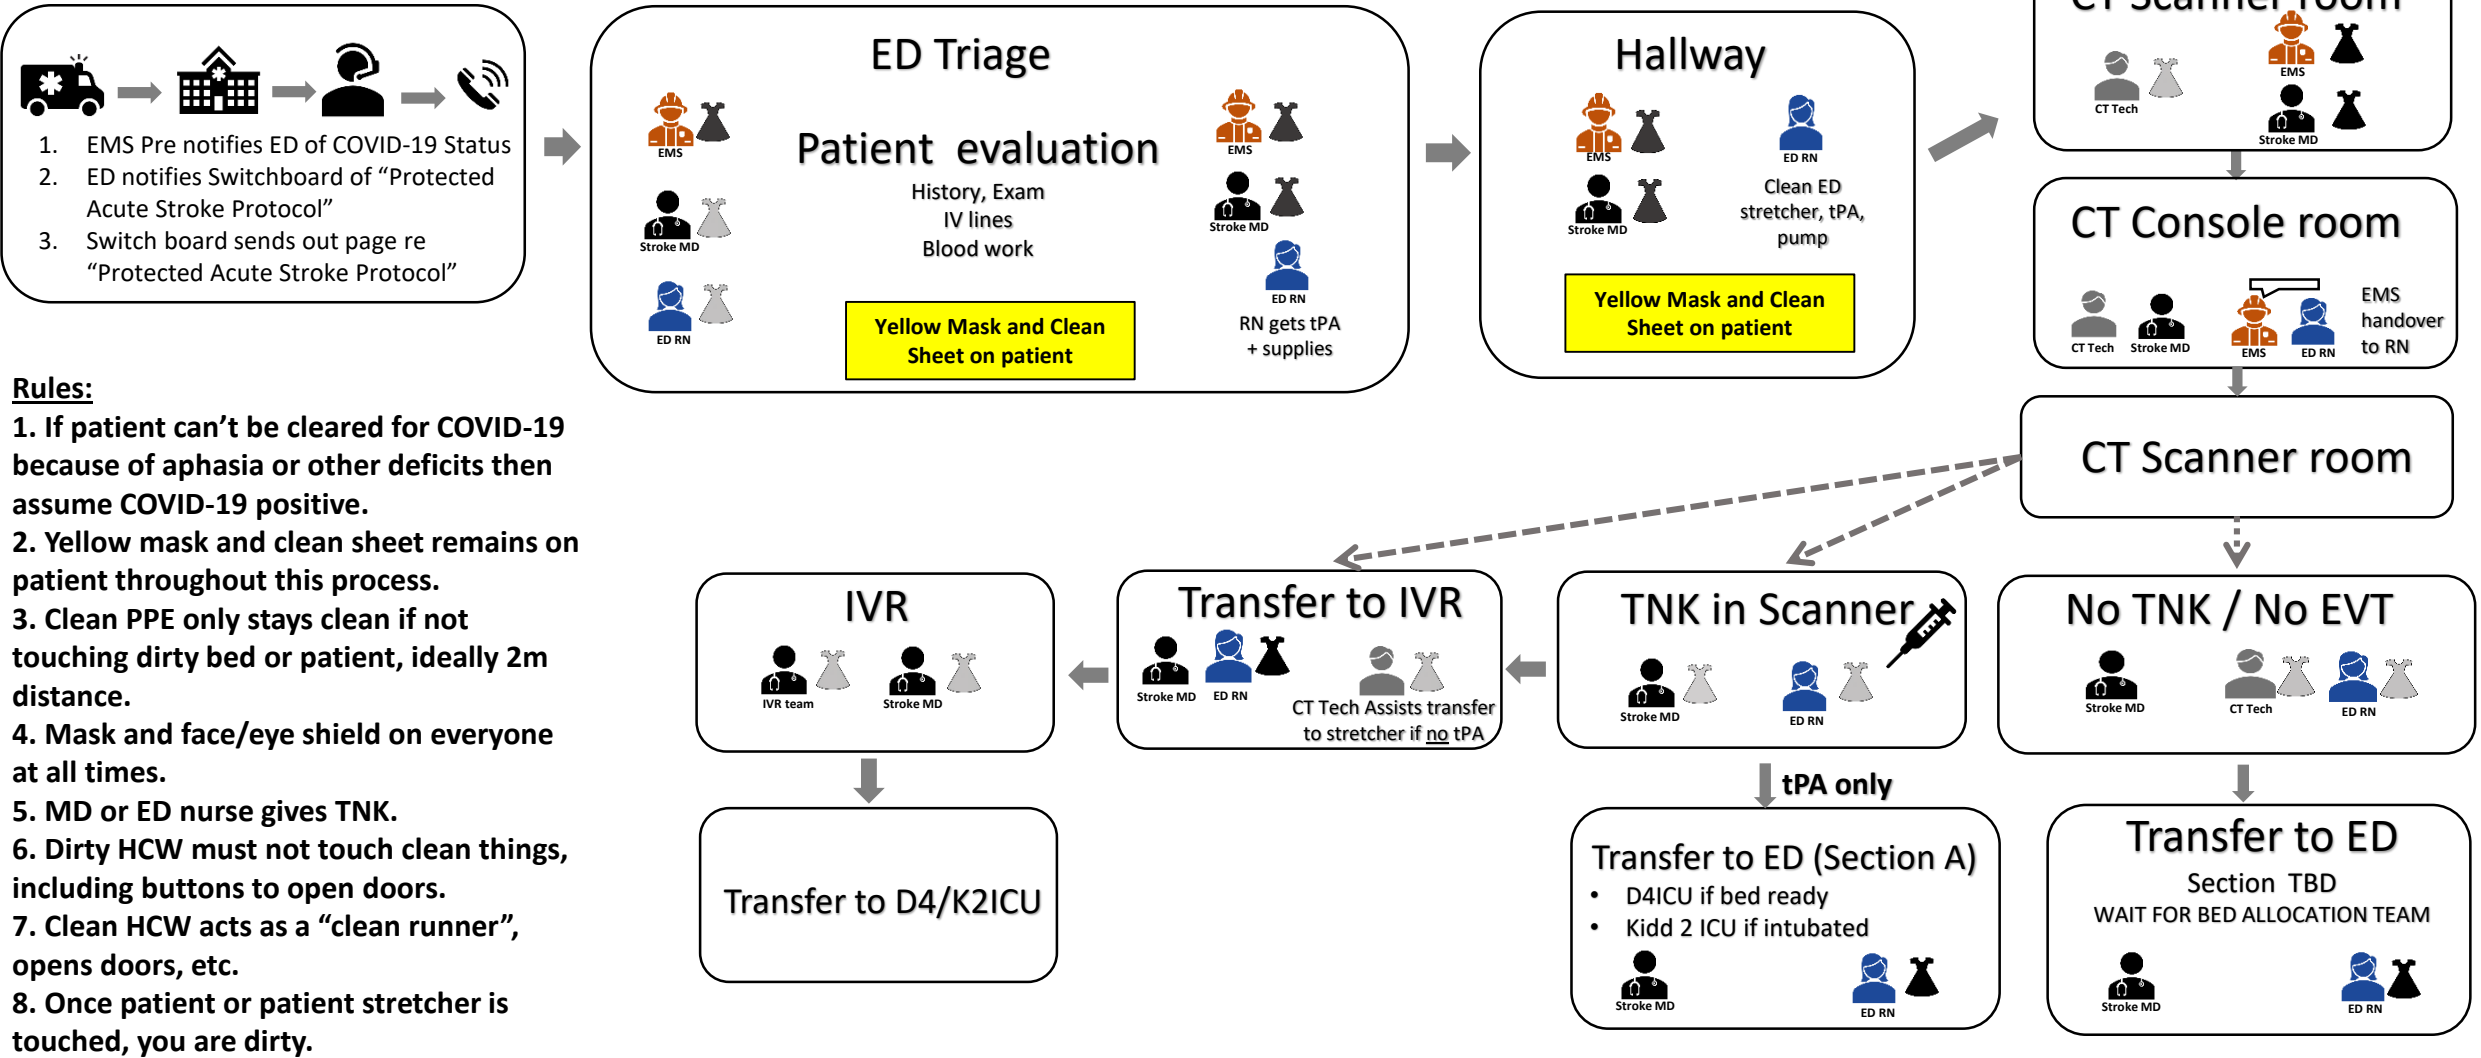 1. EMS Pre notifies ED of COVID-19 Status
2. ED notifies Switchboard of “Protected
Acute Stroke Protocol”
3. Switch board sends out page re
“Protected Acute Stroke Protocol”
ED Triage
Patient evaluation
History, Exam
IV lines
Blood work
Yellow Mask and Clean
Sheet on patient
EMS
Stroke MD
ED RN
EMS
Stroke MD
ED RN
RN gets tPA
+ supplies
Hallway
EMS
Stroke MD
ED RN
Clean ED
stretcher, tPA,
pump
Yellow Mask and Clean
Sheet on patient
CT Scanner room
CT Tech
EMS
Stroke MD
CT Console room
CT Tech
Stroke MD
EMS
ED RN
EMS
handover
to RN
CT Scanner room
Rules:
1. If patient can’t be cleared for COVID-19
because of aphasia or other deficits then
assume COVID-19 positive.
2. Yellow mask and clean sheet remains on
patient throughout this process.
3. Clean PPE only stays clean if not
touching dirty bed or patient, ideally 2m
distance.
4. Mask and face/eye shield on everyone
at all times.
5. MD or ED nurse gives TNK.
6. Dirty HCW must not touch clean things,
including buttons to open doors.
7. Clean HCW acts as a “clean runner”,
opens doors, etc.
8. Once patient or patient stretcher is
touched, you are dirty.
IVR
IVR team
Stroke MD
Transfer to IVR
Stroke MD
ED RN
CT Tech Assists transfer
to stretcher if no tPA
TNK in Scanner
Stroke MD
ED RN
No TNK / No EVT
Stroke MD
CT Tech
ED RN
tPA only
Transfer to D4/K2ICU
Transfer to ED (Section A)
• D4ICU if bed ready
• Kidd 2 ICU if intubated
Stroke MD
ED RN
Transfer to ED
Section TBD
WAIT FOR BED ALLOCATION TEAM
Stroke MD
ED RN